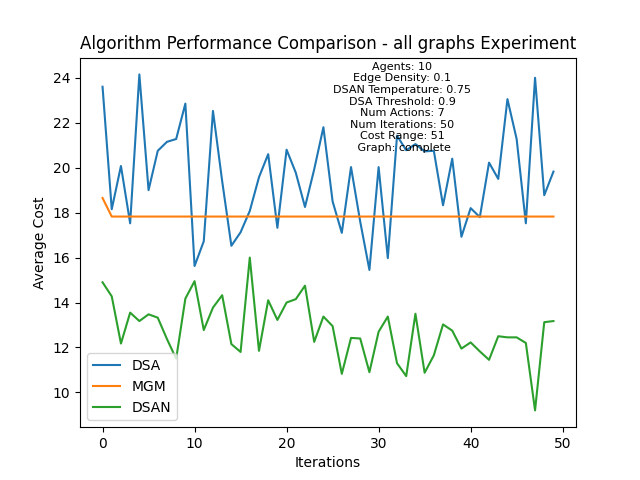 Algorithm Performance Comparison - all graphs Experiment
Agents: 10
Edge Density: 0.1
DSAN Temperature: 0.75
DSA Threshold: 0.9
Num Actions: 7
Num Iterations: 50
Cost Range: 51
Graph: complete
24
22
20
18
16
14
12
10
Average Cost
DSA
MGM
DSAN
0
10
20
30
40
50
Iterations